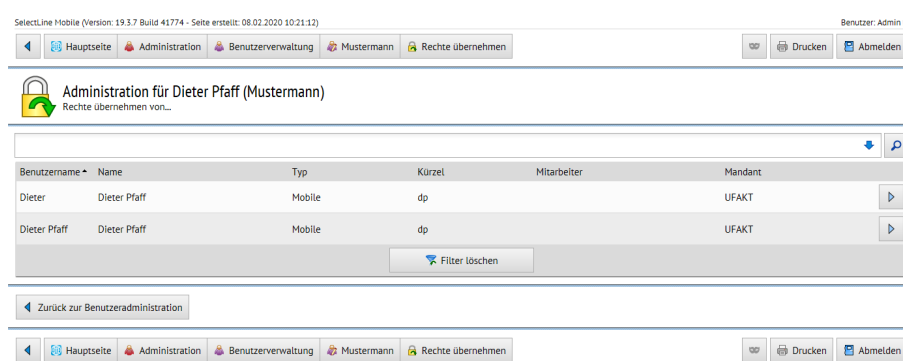 SelectLine Mobile (Version: 19.3.7 Build 41774 - Seite erstellt: 08.02.2020 10:21:12) Benutzer: Admin
Hauptseite Administration Benutzerverwaltung Mustermann Rechte übernehmen Drucken Abmelden
Administration für Dieter Pfaff (Mustermann)
Rechte übernehmen von...
Benutzername Name Typ Kürzel Mitarbeiter Mandant
Dieter Dieter Pfaff Mobile dp UFAKT
Dieter Pfaff Dieter Pfaff Mobile dp UFAKT
Filter löschen
Zurück zur Benutzeradministration
Hauptseite Administration Benutzerverwaltung Mustermann Rechte übernehmen Drucken Abmelden